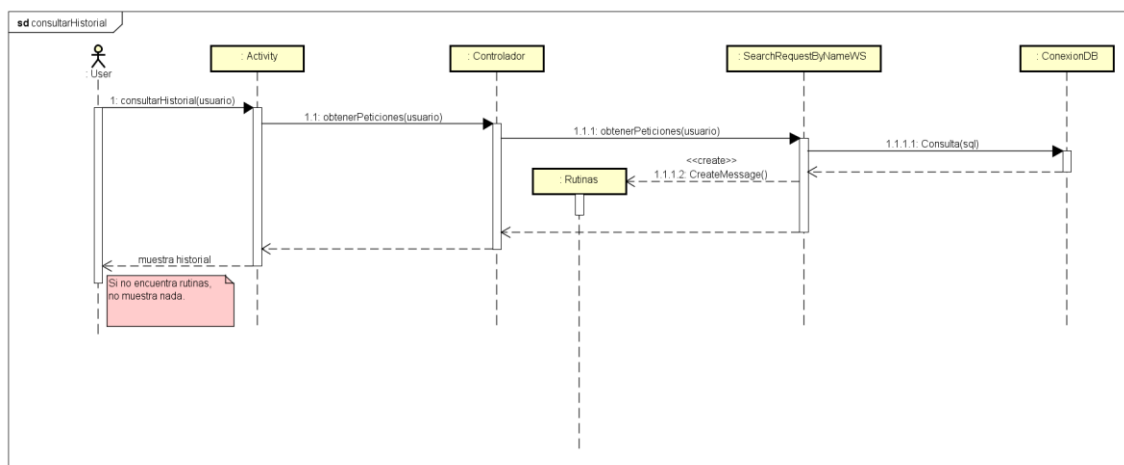 sd consultarHistorial
: User
: Activity
: Controlador
: SearchRequestByNameWS
: ConexionDB
1: consultarHistorial(usuario)
1.1: obtenerPeticiones(usuario)
1.1.1: obtenerPeticiones(usuario)
1.1.1.1: Consulta(sql)
<<create>>
1.1.1.2: CreateMessage()
: Rutinas
muestra historial
Si no encuentra rutinas,
no muestra nada.